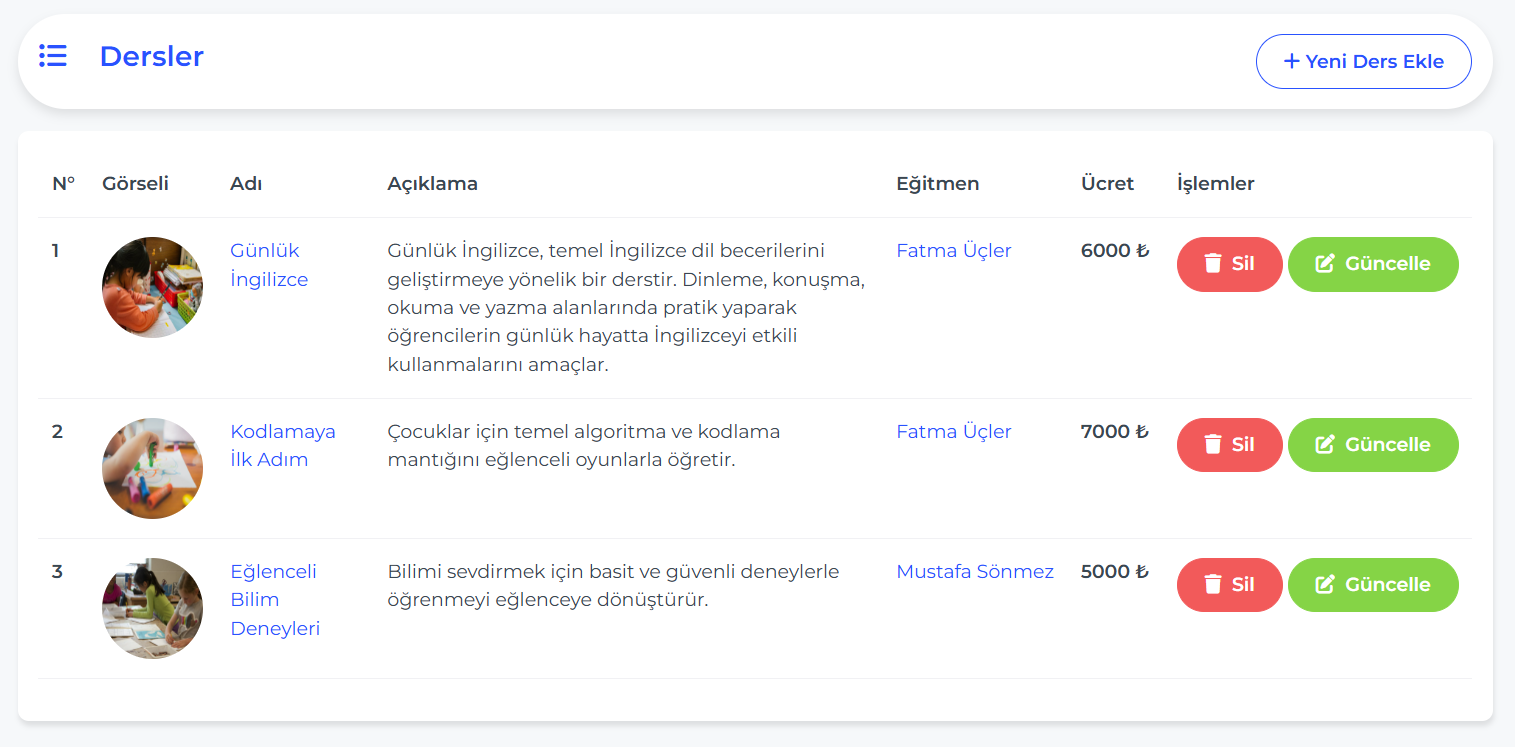 Dersler
+ Yeni Ders Ekle
N° Görseli Adı Açıklama Eğitmen Ücret İşlemler
1 Günlük Günlük İngilizce, temel İngilizce dil becerilerini Fatma Üçler 6000 ₺ Sil Güncelle
İngilizce geliştirmeye yönelik bir derstir. Dinleme, konuşma,
okuma ve yazma alanlarında pratik yaparak
öğrencilerin günlük hayatta İngilizceyi etkili
kullanmalarını amaçlar.
2 Kodlamaya Çocuklar için temel algoritma ve kodlama Fatma Üçler 7000 ₺ Sil Güncelle
İlk Adım mantığını eğlenceli oyunlarla öğretir.
3 Eğlenceli Bilimi sevdirmek için basit ve güvenli deneylerle Mustafa Sönmez 5000 ₺ Sil Güncelle
Bilim öğrenmeyi eğlenceye dönüştürür.
Deneyleri